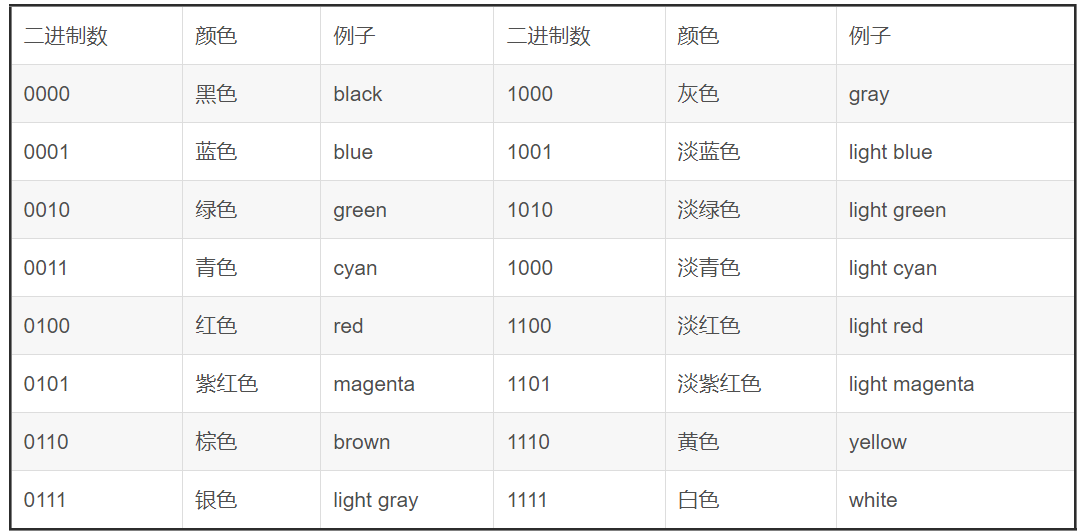 二进制数 颜色 例子 二进制数 颜色 例子
0000 黑色 black 1000 灰色 gray
0001 蓝色 blue 1001 淡蓝色 light blue
0010 绿色 green 1010 淡绿色 light green
0011 青色 cyan 1000 淡青色 light cyan
0100 红色 red 1100 淡红色 light red
0101 紫红色 magenta 1101 淡紫红色 light magenta
0110 棕色 brown 1110 黄色 yellow
0111 银色 light gray 1111 白色 white